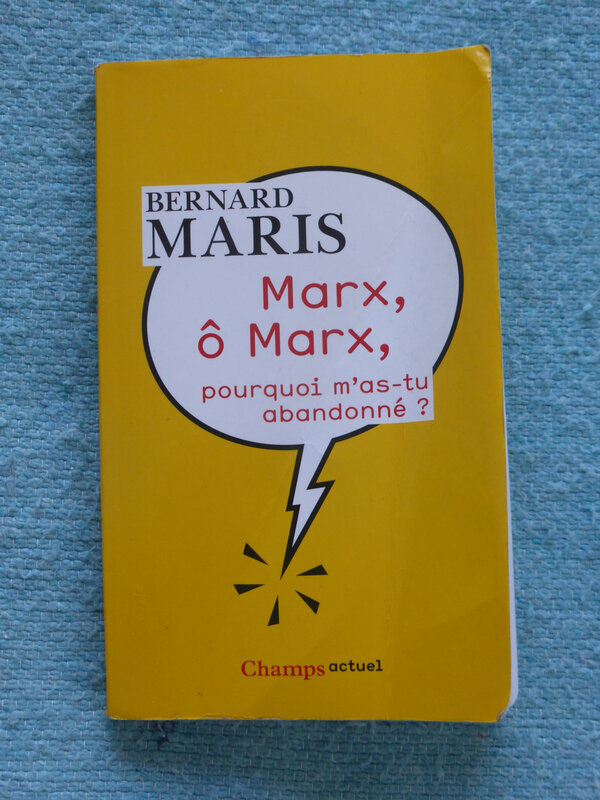 BERNARD
MARIS
Marx,
ô Marx,
pourquoi m'as-tu
abandonné ?
Champs actuel